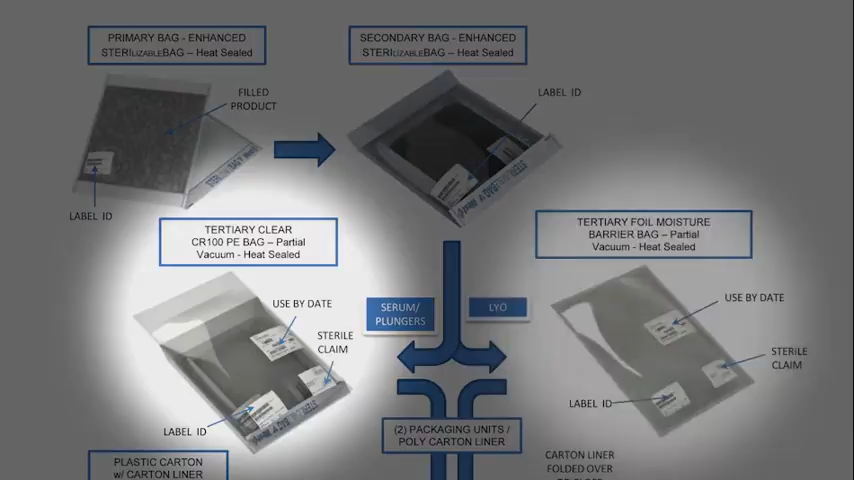 PRIMARY BAG - ENHANCED
STERILIZABLEBAG – Heat Sealed
SECONDARY BAG - ENHANCED
STERILIZABLEBAG – Heat Sealed
FILLED
PRODUCT
LABEL ID
LABEL ID
TERTIARY CLEAR
CR100 PE BAG – Partial
Vacuum - Heat Sealed
TERTIARY FOIL MOISTURE
BARRIER BAG – Partial
Vacuum - Heat Sealed
USE BY DATE
STERILE
CLAIM
LABEL ID
SERUM/
PLUNGERS
LYO
USE BY DATE
STERILE
CLAIM
LABEL ID
(2) PACKAGING UNITS /
POLY CARTON LINER
PLASTIC CARTON
w/ CARTON LINER
CARTON LINER
FOLDED OVER